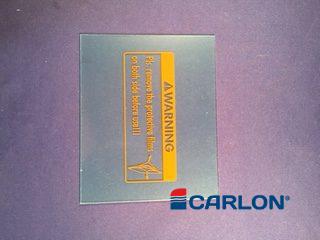 ⚠WARNING
Pls. remove the protective films
on both side before use!!!
CARLON®